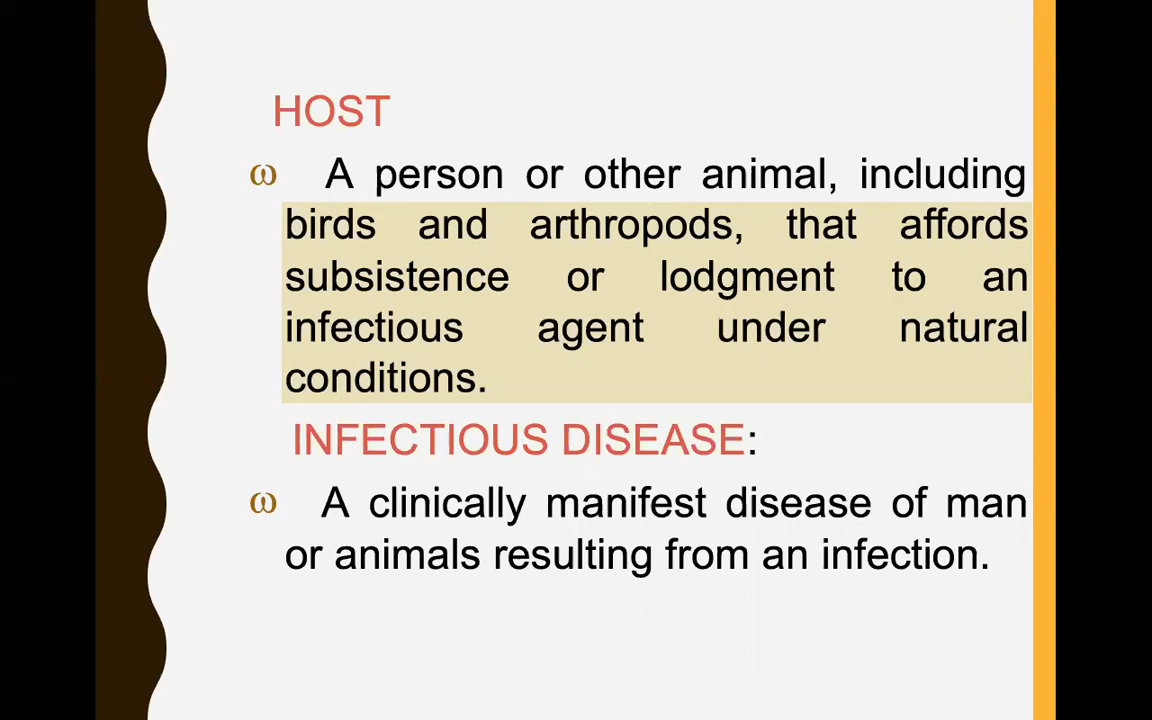 HOST
ω A person or other animal, including
birds and arthropods, that affords
subsistence or lodgment to an
infectious agent under natural
conditions.
INFECTIOUS DISEASE:
ω A clinically manifest disease of man
or animals resulting from an infection.